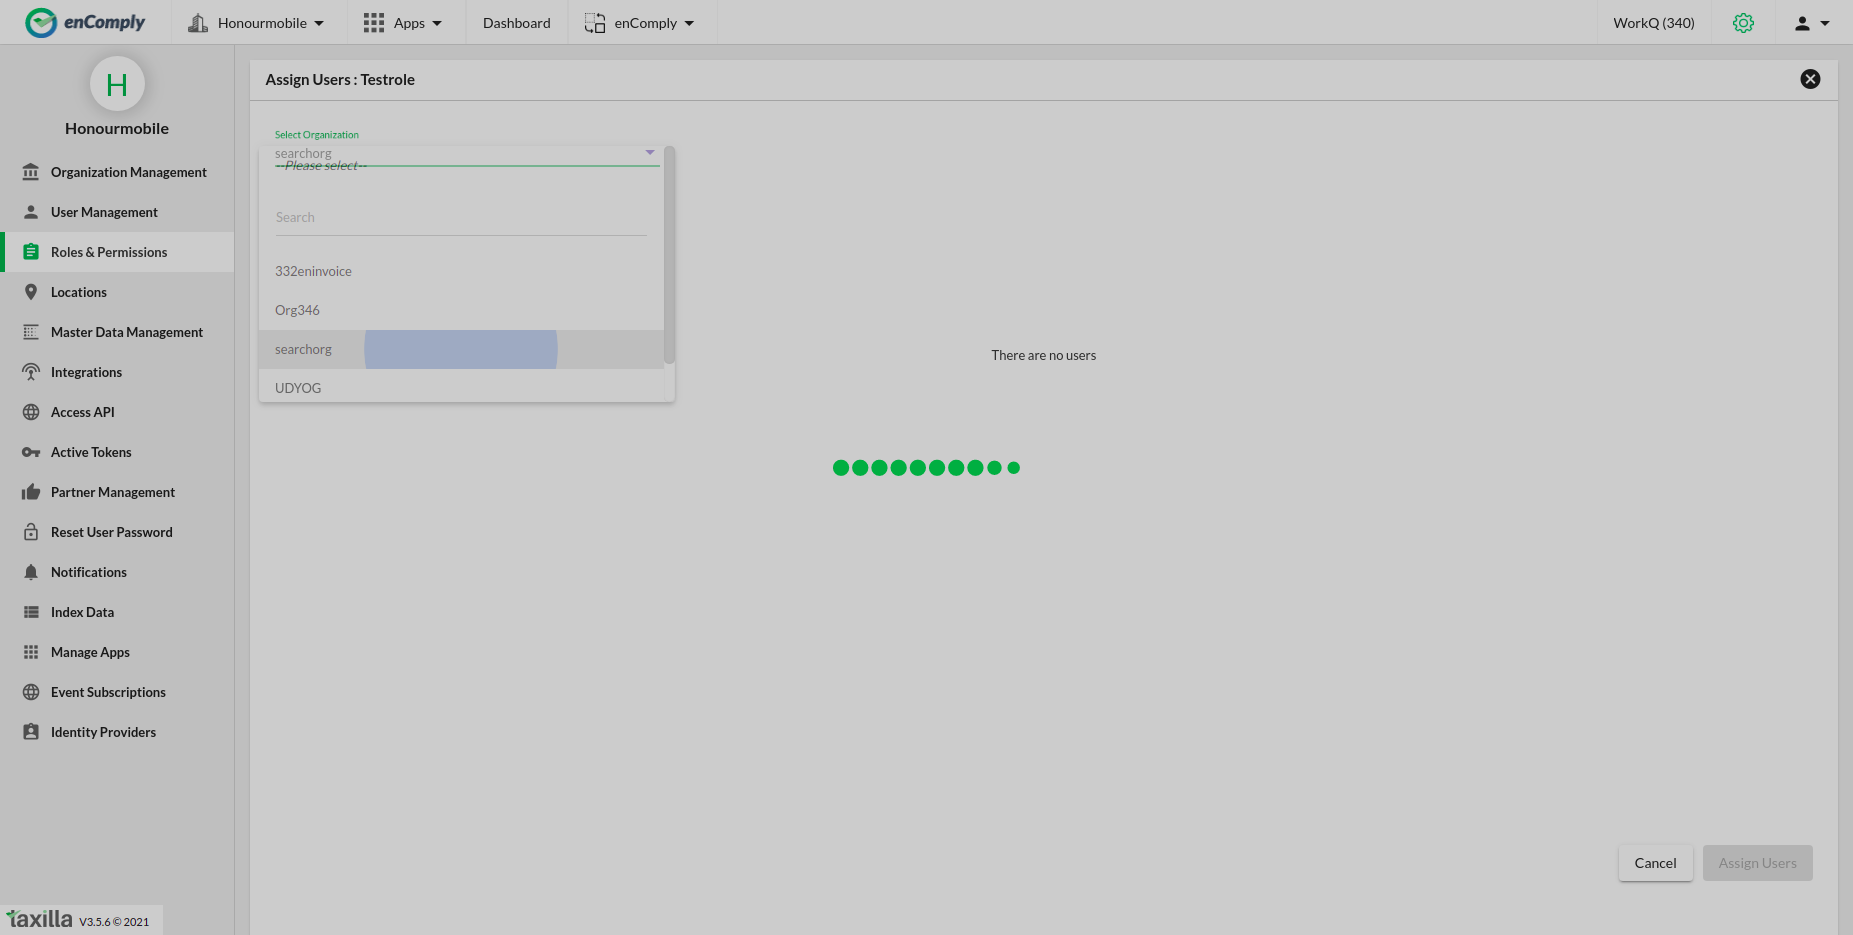 enComply
Honourmobile
Apps
Dashboard
enComply
WorkQ (340)
H
Honourmobile
Organization Management
User Management
Roles & Permissions
Locations
Master Data Management
Integrations
Access API
Active Tokens
Partner Management
Reset User Password
Notifications
Index Data
Manage Apps
Event Subscriptions
Identity Providers
taxilla V3.5.6 © 2021
Assign Users : Testrole
Select Organization
searchorg
--Please select--
Search
332eninvoice
Org346
searchorg
UDYOG
There are no users
Cancel
Assign Users